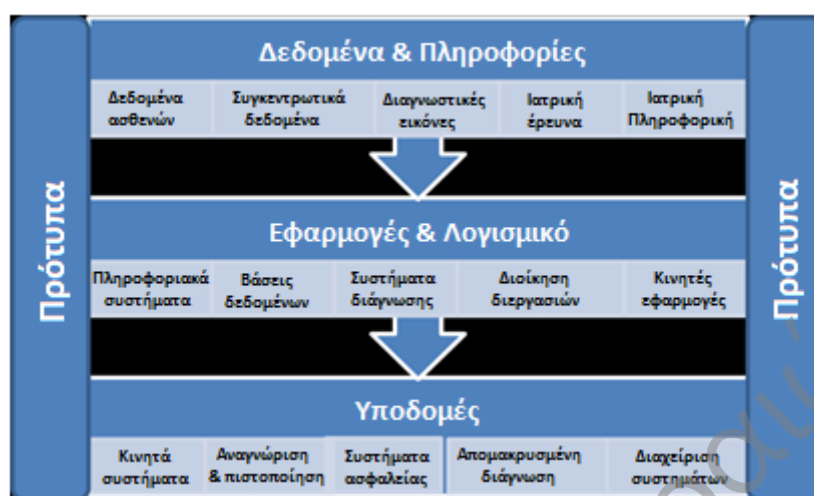 Πρότυπα
Δεδομένα & Πληροφορίες
Δεδομένα ασθενών
Συγκεντρωτικά δεδομένα
Διαγνωστικές εικόνες
Ιατρική έρευνα
Ιατρική Πληροφορική
Εφαρμογές & Λογισμικό
Πληροφοριακά συστήματα
Βάσεις δεδομένων
Συστήματα διάγνωσης
Διοίκηση διεργασιών
Κινητές εφαρμογές
Υποδομές
Κινητά συστήματα
Αναγνώριση & πιστοποίηση
Συστήματα ασφαλείας
Απομακρυσμένη διάγνωση
Διαχείριση συστημάτων
Πρότυπα